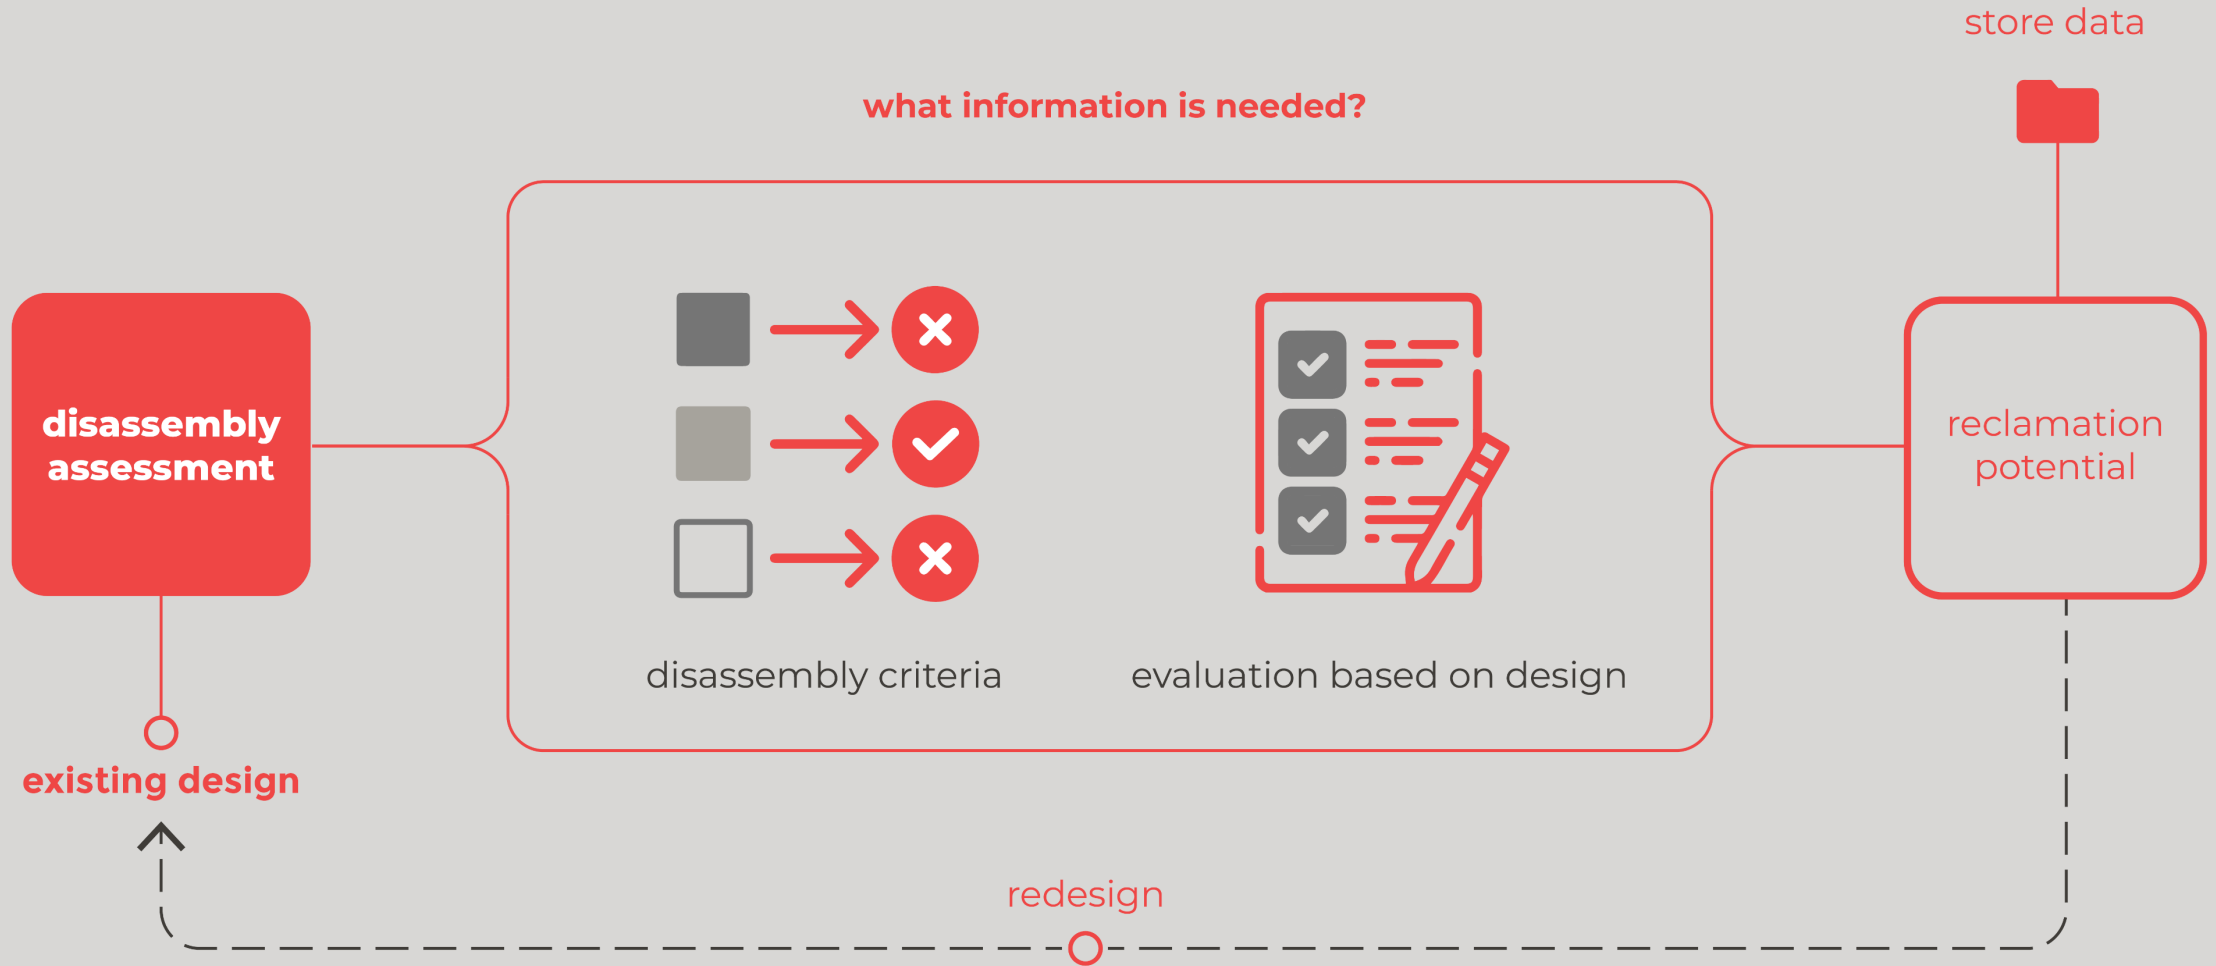 store data
what information is needed?
disassembly
assessment
reclamation
potential
disassembly criteria
evaluation based on design
existing design
redesign